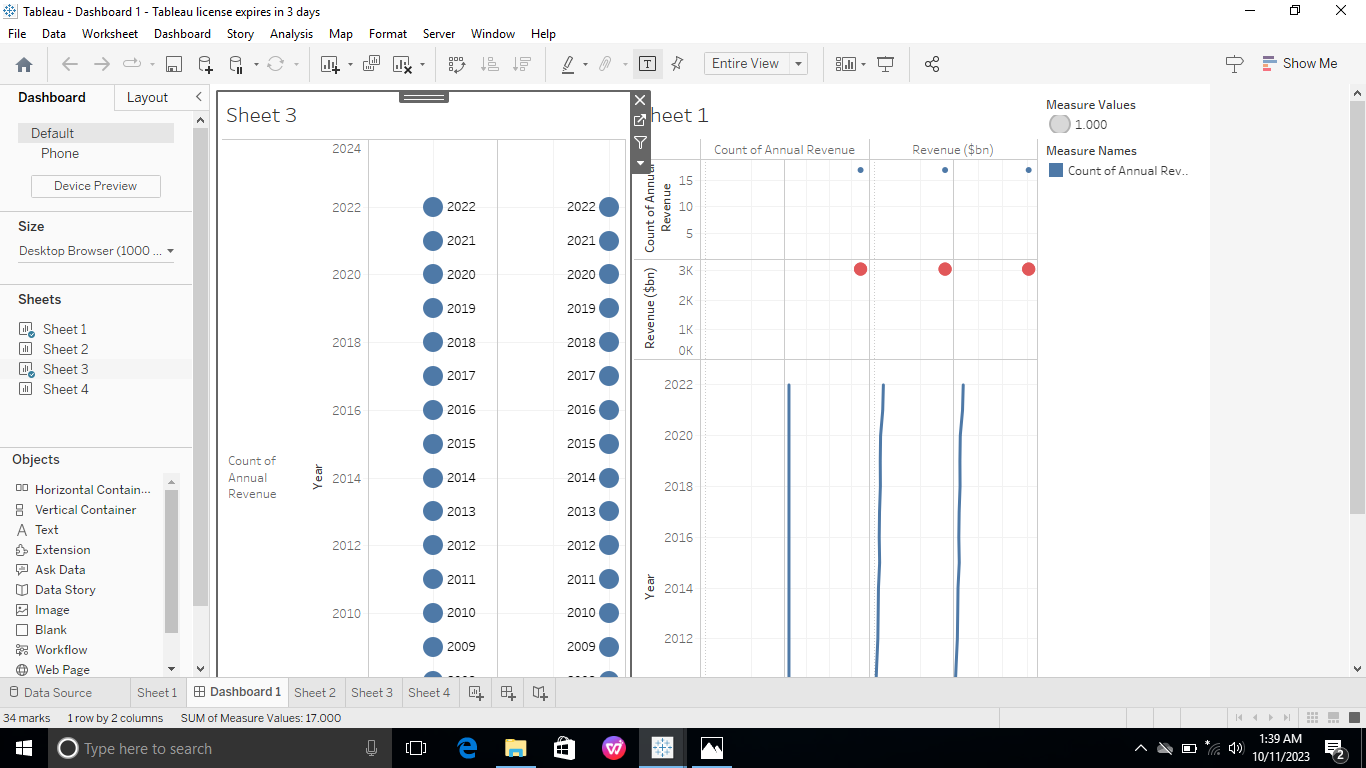 Tableau - Dashboard 1 - Tableau license expires in 3 days
File Data Worksheet Dashboard Story Analysis Map Format Server Window Help
Entire View
Show Me
Dashboard
Layout
Default
Phone
Device Preview
Size
Desktop Browser (1000 ...
Sheets
Sheet 1
Sheet 2
Sheet 3
Sheet 4
Objects
Horizontal Contain...
Vertical Container
Text
Extension
Ask Data
Data Story
Image
Blank
Workflow
Web Page
Sheet 3
2024
2022 2022 2022
2021 2021
2020 2020 2020
2019 2019
2018 2018 2018
2017 2017
2016 2016 2016
2015 2015
Count of
Annual
Revenue
Year
2014 2014 2014
2013 2013
2012 2012 2012
2011 2011
2010 2010 2010
2009 2009
heet 1
Count of Annual Revenue Revenue ($bn)
Count of Annual
Revenue
15
10
5
Revenue ($bn)
3K
2K
1K
0K
Year
2022
2020
2018
2016
2014
2012
Measure Values
1.000
Measure Names
Count of Annual Rev..
Data Source Sheet 1 Dashboard 1 Sheet 2 Sheet 3 Sheet 4
34 marks 1 row by 2 columns SUM of Measure Values: 17.000
Type here to search
1:39 AM
10/11/2023
2